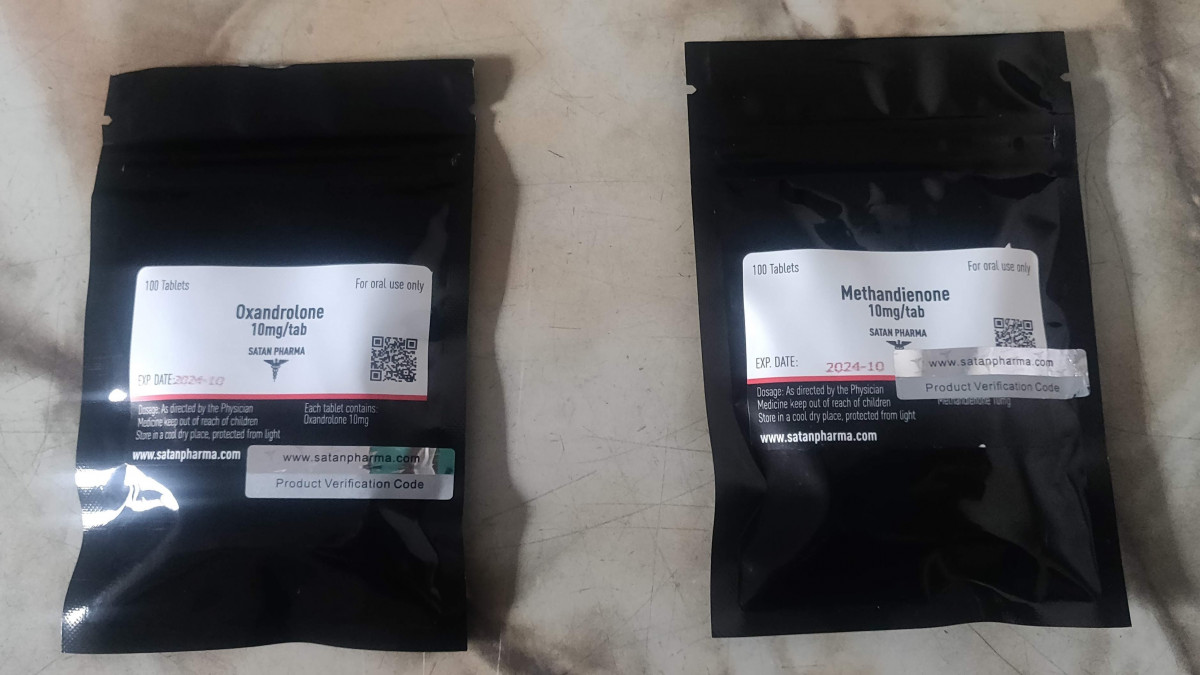 100 Tablets
For oral use only
Oxandrolone
10mg/tab
SATAN PHARMA
EXP. DATE:2024-10
Dosage: As directed by the Physician
Medicine keep out of reach of children
Store in a cool dry place, protected from light
Each tablet contains:
Oxandrolone 10mg
www.satanpharma.com
www.satanpharma.com
Product Verification Code
100 Tablets
For oral use only
Methandienone
10mg/tab
SATAN PHARMA
EXP. DATE: 2024-10
Dosage: As directed by the Physician
Medicine keep out of reach of children
Store in a cool dry place, protected from light
www.satanpharma.com
www.satanpharma.com
Product Verification Code
Methandienone 10mg